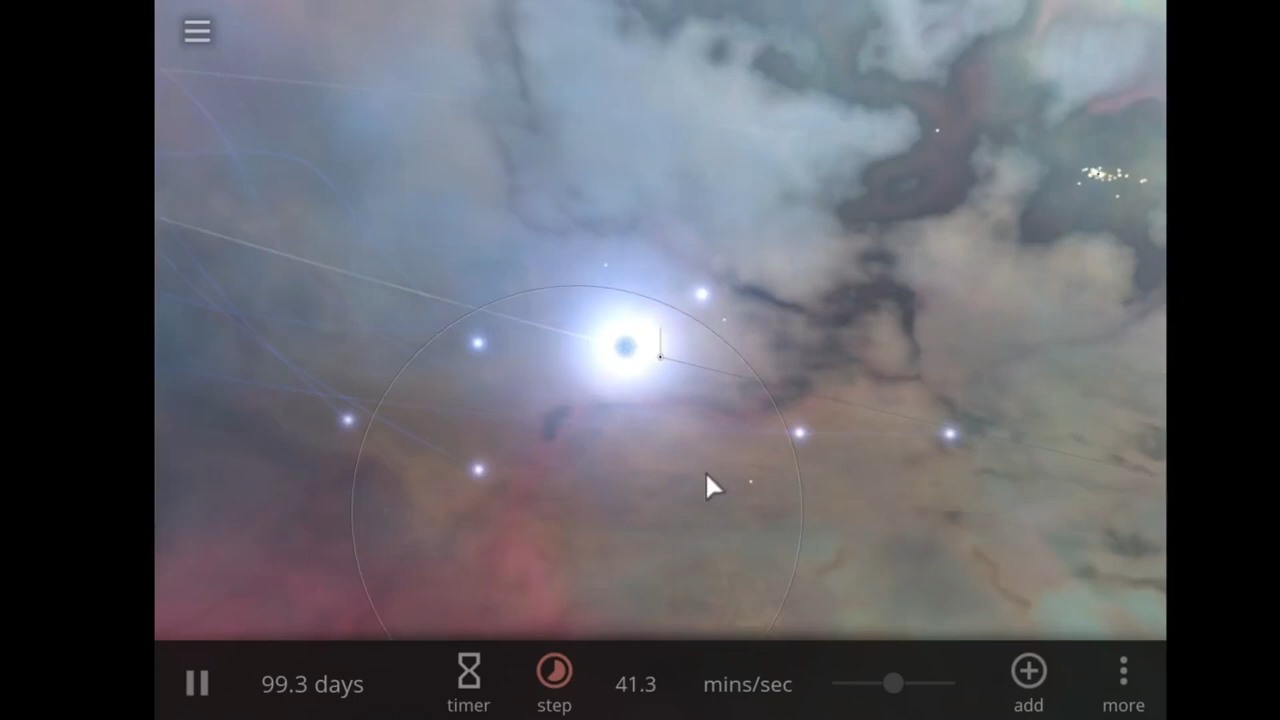 99.3 days
timer
step
41.3 mins/sec
add
more